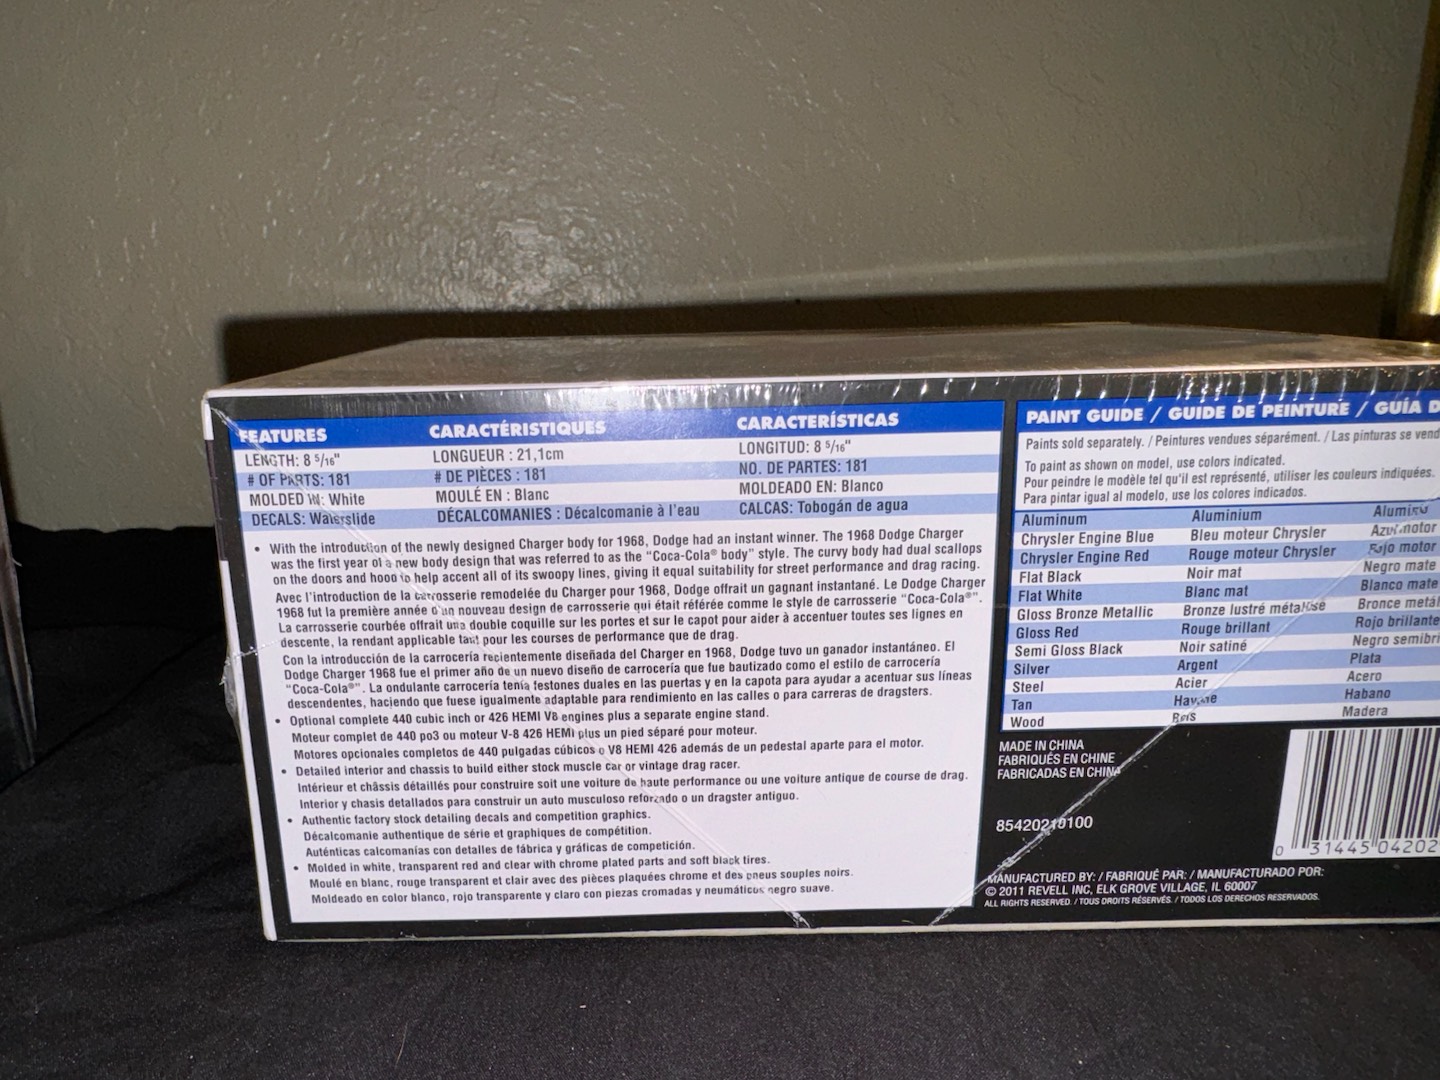 FEATURES
LENGTH: 8 5/16"
# OF PARTS: 181
MOLDED IN: White
DECALS: Waterslide
CARACTÉRISTIQUES
LONGUEUR : 21,1cm
# DE PIÈCES : 181
MOULÉ EN : Blanc
DÉCALCOMANIES : Décalcomanie à l'eau
CARACTERÍSTICAS
LONGITUD: 8 5/16"
NO. DE PARTES: 181
MOLDEADO EN: Blanco
CALCAS: Tobogán de agua
• With the introduction of the newly designed Charger body for 1968, Dodge had an instant winner. The 1968 Dodge Charger
was the first year of a new body design that was referred to as the "Coca-Cola® body" style. The curvy body had dual scallops
on the doors and hood to help accent all of its swoopy lines, giving it equal suitability for street performance and drag racing.
Avec l'introduction de la carrosserie remodelée du Charger pour 1968, Dodge offrait un gagnant instantané. Le Dodge Charger
1968 fut la première année d'un nouveau design de carrosserie qui était référée comme le style de carrosserie "Coca-Cola®".
La carrosserie courbée offrait una double coquille sur les portes et sur le capot pour aider à accentuer toutes ses lignes en
descente, la rendant applicable tant pour les courses de performance que de drag.
Con la introducción de la carrocería recientemente diseñada del Charger en 1968, Dodge tuvo un ganador instantáneo. El
Dodge Charger 1968 fue el primer año de un nuevo diseño de carrocería que fue bautizado como el estilo de carrocería
"Coca-Cola®". La ondulante carrocería tenía festones duales en las puertas y en la capota para ayudar a acentuar sus líneas
descendentes, haciendo que fuese igualmente adaptable para rendimiento en las calles o para carreras de dragsters.
• Optional complete 440 cubic inch or 426 HEMI V8 engines plus a separate engine stand.
Moteur complet de 440 po3 ou moteur V-8 426 HEMI plus un pied séparé pour moteur.
Motores opcionales completos de 440 pulgadas cúbicos o V8 HEMI 426 además de un pedestal aparte para el motor.
• Detailed interior and chassis to build either stock muscle car or vintage drag racer.
Intérieur et châssis détaillés pour construire soit une voiture de haute performance ou une voiture antique de course de drag.
Interior y chasis detallados para construir un auto musculoso reforzado o un dragster antiguo.
• Authentic factory stock detailing decals and competition graphics.
Décalcomanie authentique de série et graphiques de compétition.
Auténticas calcomanías con detalles de fábrica y gráficas de competición.
• Molded in white, transparent red and clear with chrome plated parts and soft black tires.
Moulé en blanc, rouge transparent et clair avec des pièces plaquées chrome et des pneus souples noirs.
Moldeado en color blanco, rojo transparente y claro con piezas cromadas y neumáticos negro suave.
PAINT GUIDE / GUIDE DE PEINTURE / GUÍA D
Paints sold separately. / Peintures vendues séparément. / Las pinturas se vend
To paint as shown on model, use colors indicated.
Pour peindre le modèle tel qu'il est représenté, utiliser les couleurs indiquées.
Para pintar igual al modelo, use los colores indicados.
Aluminum Aluminium
Chrysler Engine Blue Bleu moteur Chrysler Azul motor
Chrysler Engine Red Rouge moteur Chrysler Rojo motor
Flat Black Noir mat Negro mate
Flat White Blanc mat Blanco mate
Gloss Bronze Metallic Bronze lustré métalisé Bronce metál
Gloss Red Rouge brillant Rojo brillante
Semi Gloss Black Noir satiné Negro semibri
Silver Argent Plata
Steel Acier Acero
Tan Havane Habano
Wood Bois Madera
MADE IN CHINA
FABRIQUÉS EN CHINE
FABRICADAS EN CHINA
85420210100
0 31445 04202
MANUFACTURED BY: / FABRIQUÉ PAR: / MANUFACTURADO POR:
© 2011 REVELL INC, ELK GROVE VILLAGE, IL 60007
ALL RIGHTS RESERVED. / TOUS DROITS RÉSERVÉS. / TODOS LOS DERECHOS RESERVADOS.